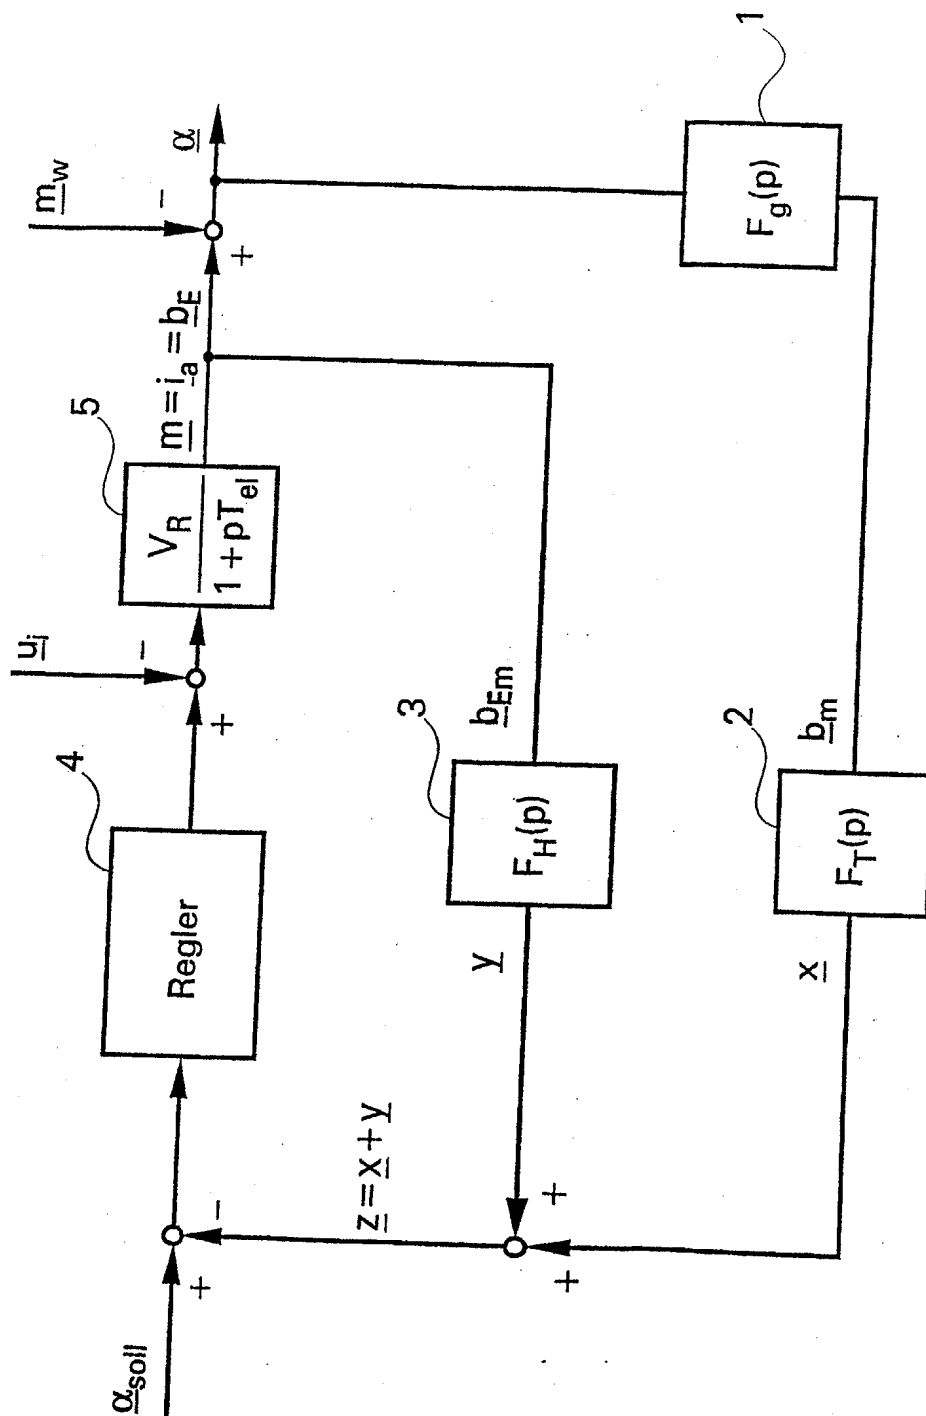 α_soll
+
−
Regler
4
+
u_i
−
V_R
1 + pT_el
5
m = i_a = b_E
+
m_w
−
α
z = x + y
+
+
y
F_H(p)
3
b_Em
x
F_T(p)
2
b_m
F_g(p)
1